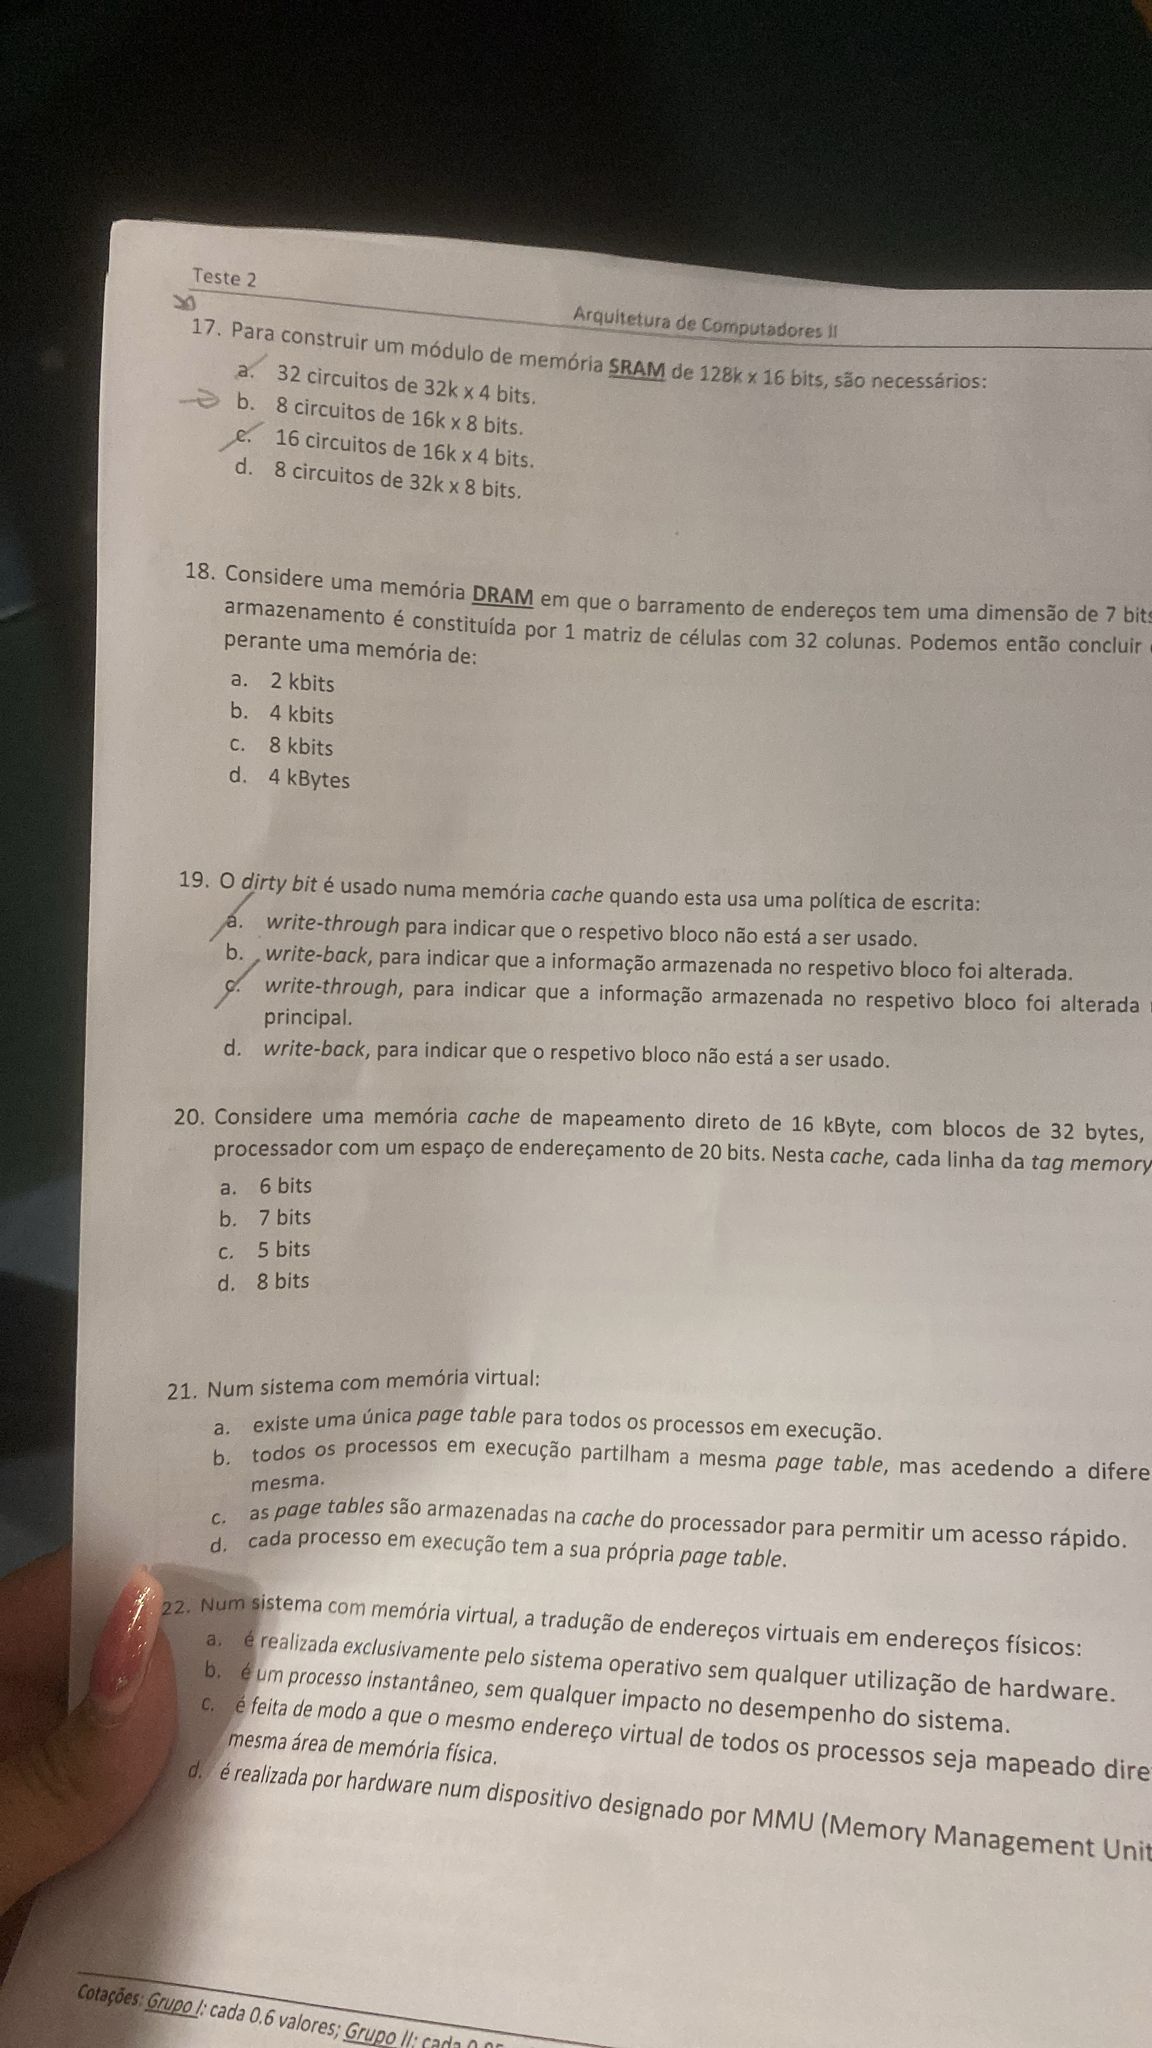 Teste 2
Arquitetura de Computadores II
17. Para construir um módulo de memória SRAM de 128k x 16 bits, são necessários:
a. 32 circuitos de 32k x 4 bits.
b. 8 circuitos de 16k x 8 bits.
c. 16 circuitos de 16k x 4 bits.
d. 8 circuitos de 32k x 8 bits.
18. Considere uma memória DRAM em que o barramento de endereços tem uma dimensão de 7 bits
armazenamento é constituída por 1 matriz de células com 32 colunas. Podemos então concluir
perante uma memória de:
a. 2 kbits
b. 4 kbits
c. 8 kbits
d. 4 kBytes
19. O dirty bit é usado numa memória cache quando esta usa uma política de escrita:
a. write-through para indicar que o respetivo bloco não está a ser usado.
b. write-back, para indicar que a informação armazenada no respetivo bloco foi alterada.
c. write-through, para indicar que a informação armazenada no respetivo bloco foi alterada
principal.
d. write-back, para indicar que o respetivo bloco não está a ser usado.
20. Considere uma memória cache de mapeamento direto de 16 kByte, com blocos de 32 bytes,
processador com um espaço de endereçamento de 20 bits. Nesta cache, cada linha da tag memory
a. 6 bits
b. 7 bits
c. 5 bits
d. 8 bits
21. Num sistema com memória virtual:
a. existe uma única page table para todos os processos em execução.
b. todos os processos em execução partilham a mesma page table, mas acedendo a difere
mesma.
c. as page tables são armazenadas na cache do processador para permitir um acesso rápido.
d. cada processo em execução tem a sua própria page table.
22. Num sistema com memória virtual, a tradução de endereços virtuais em endereços físicos:
a. é realizada exclusivamente pelo sistema operativo sem qualquer utilização de hardware.
b. é um processo instantâneo, sem qualquer impacto no desempenho do sistema.
c. é feita de modo a que o mesmo endereço virtual de todos os processos seja mapeado dire
mesma área de memória física.
d. é realizada por hardware num dispositivo designado por MMU (Memory Management Unit
Cotações: Grupo I: cada 0.6 valores; Grupo II: cada